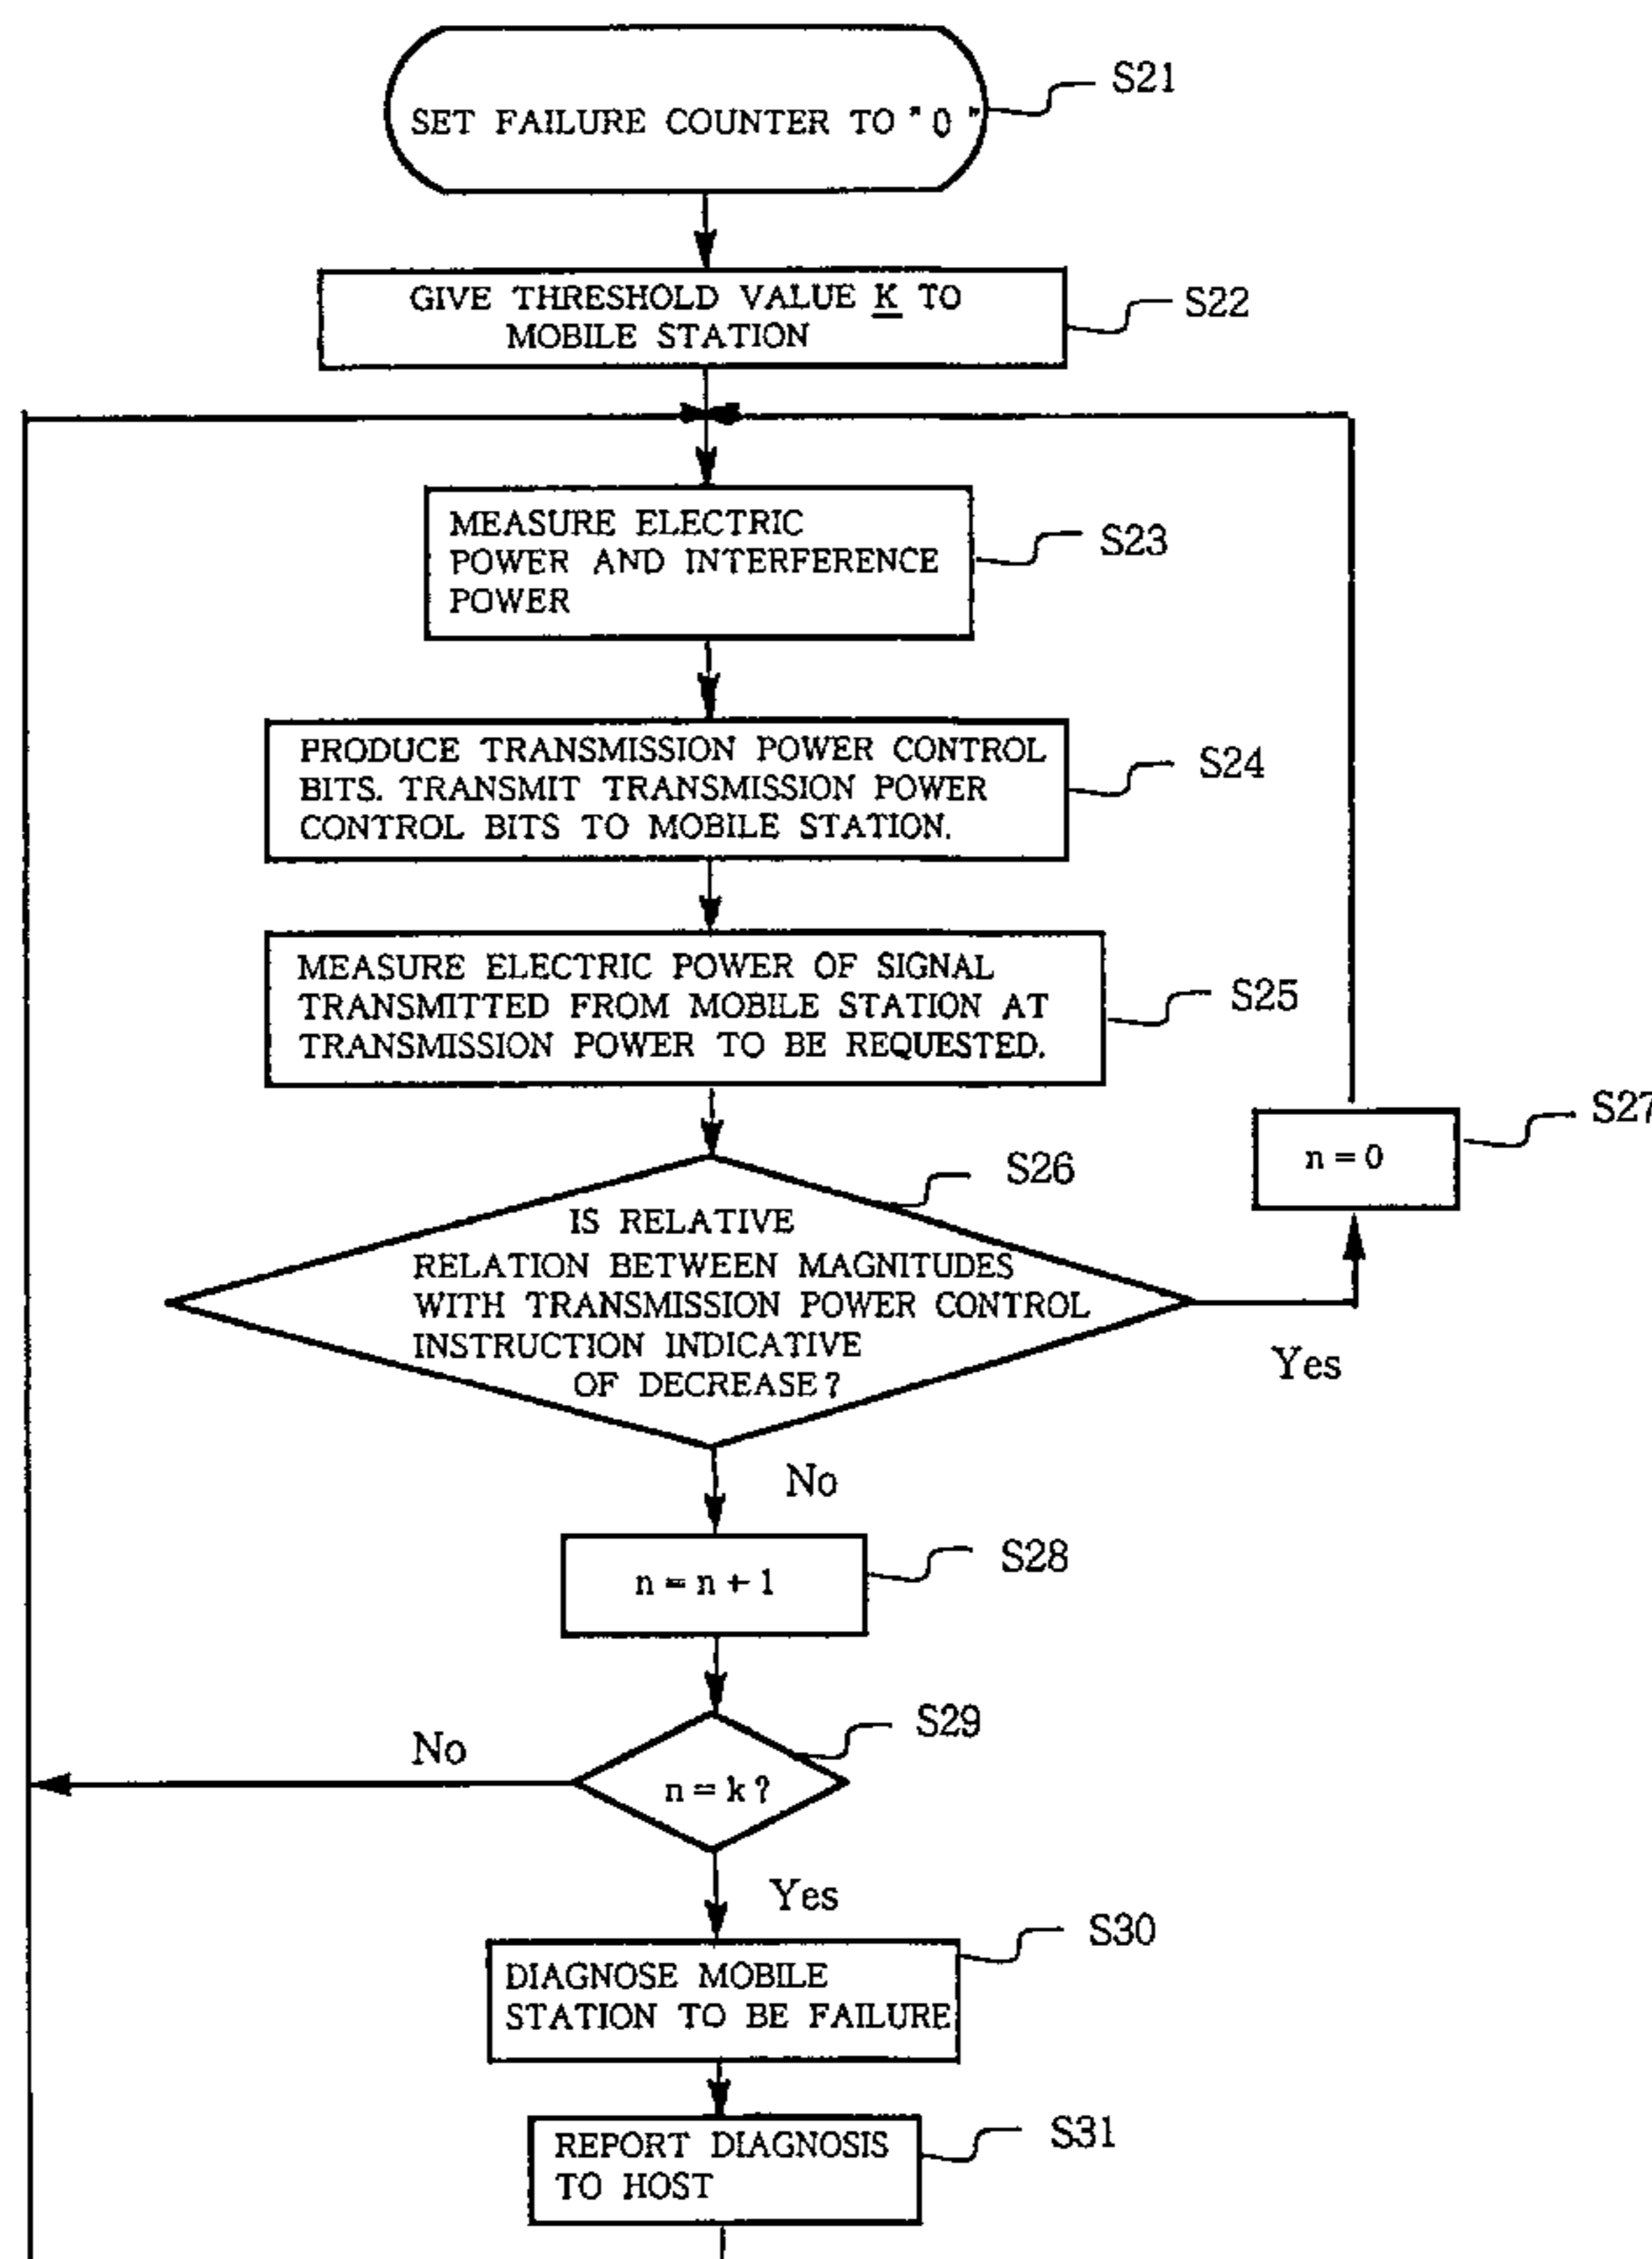 SET FAILURE COUNTER TO "0"
S21
GIVE THRESHOLD VALUE K TO
MOBILE STATION
S22
MEASURE ELECTRIC
POWER AND INTERFERENCE
POWER
S23
PRODUCE TRANSMISSION POWER CONTROL
BITS. TRANSMIT TRANSMISSION POWER
CONTROL BITS TO MOBILE STATION.
S24
MEASURE ELECTRIC POWER OF SIGNAL
TRANSMITTED FROM MOBILE STATION AT
TRANSMISSION POWER TO BE REQUESTED.
S25
IS RELATIVE
RELATION BETWEEN MAGNITUDES
WITH TRANSMISSION POWER CONTROL
INSTRUCTION INDICATIVE
OF DECREASE?
S26
Yes
n = 0
S27
No
n = n + 1
S28
n = k ?
S29
No
Yes
DIAGNOSE MOBILE
STATION TO BE FAILURE
S30
REPORT DIAGNOSIS
TO HOST
S31